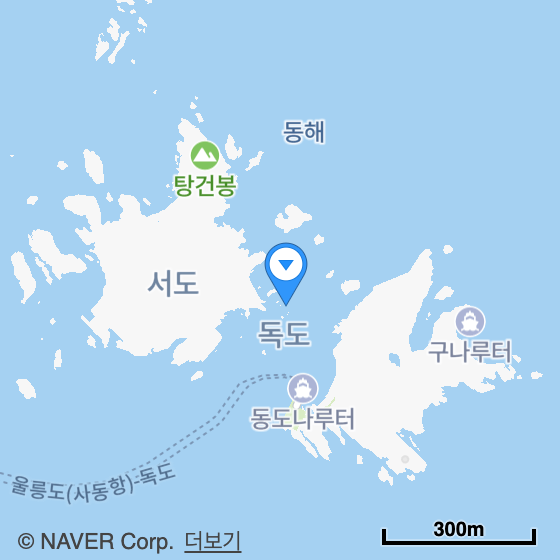 동해
탕건봉
서도
독도
구나루터
동도나루터
울릉도(사동항)-독도
© NAVER Corp. 더보기
300m